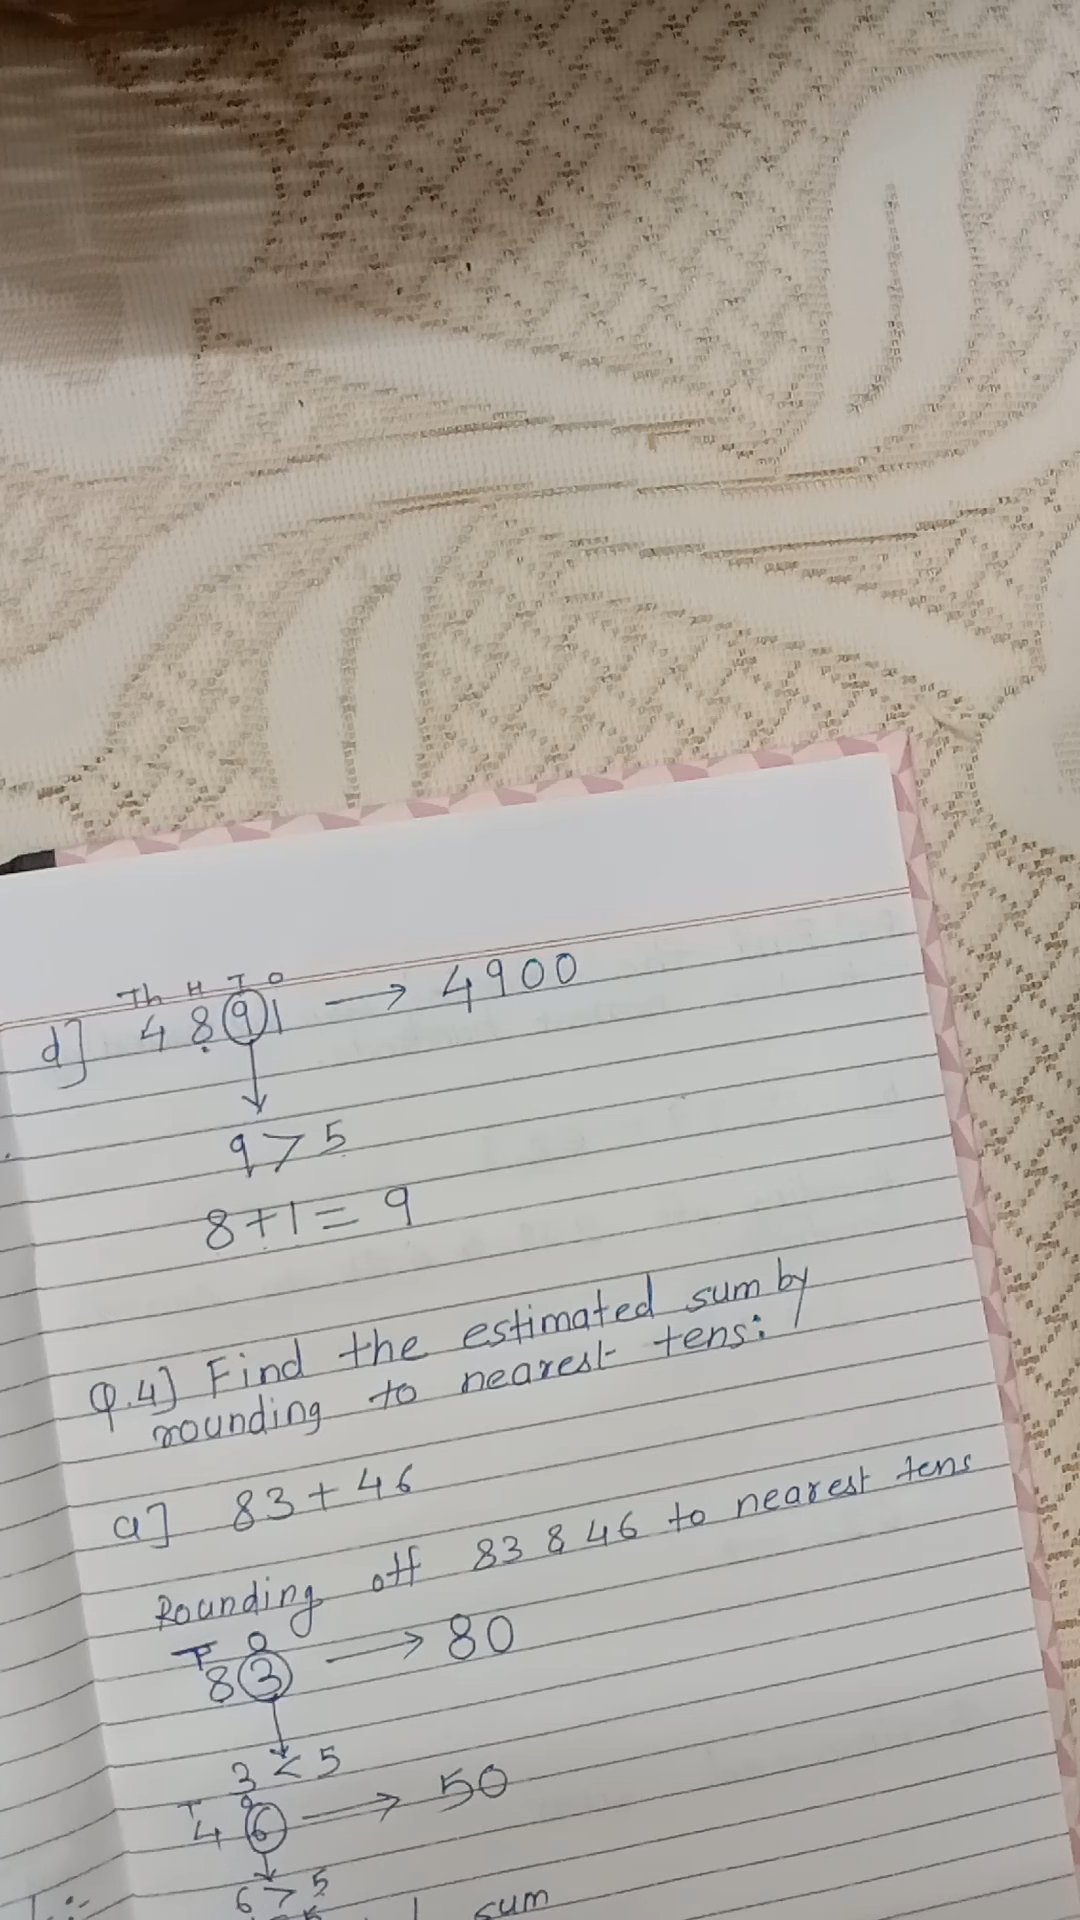 Th H T O
d] 4 8 9 1 → 4900
9 > 5
8+1 = 9
Q.4] Find the estimated sum by
rounding to nearest tens:
a] 83 + 46
Rounding off 83 & 46 to nearest tens
T O
8 3 → 80
3 < 5
T O
4 6 → 50
6 > 5
sum